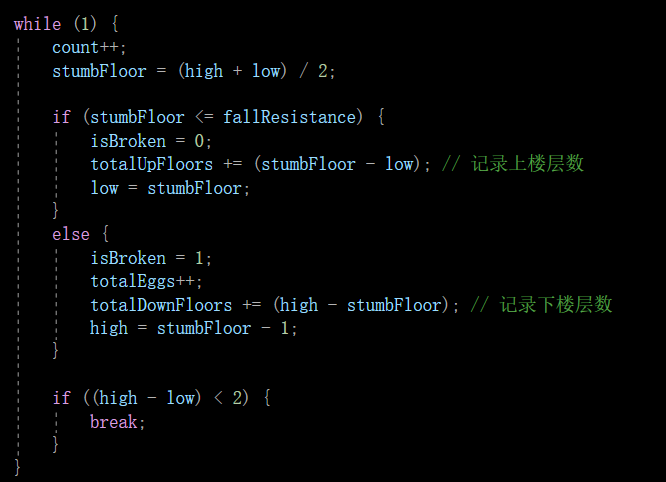 while (1) {
    count++;
    stumbFloor = (high + low) / 2;

    if (stumbFloor <= fallResistance) {
        isBroken = 0;
        totalUpFloors += (stumbFloor - low); // 记录上楼层数
        low = stumbFloor;
    }
    else {
        isBroken = 1;
        totalEggs++;
        totalDownFloors += (high - stumbFloor); // 记录下楼层数
        high = stumbFloor - 1;
    }

    if ((high - low) < 2) {
        break;
    }
}